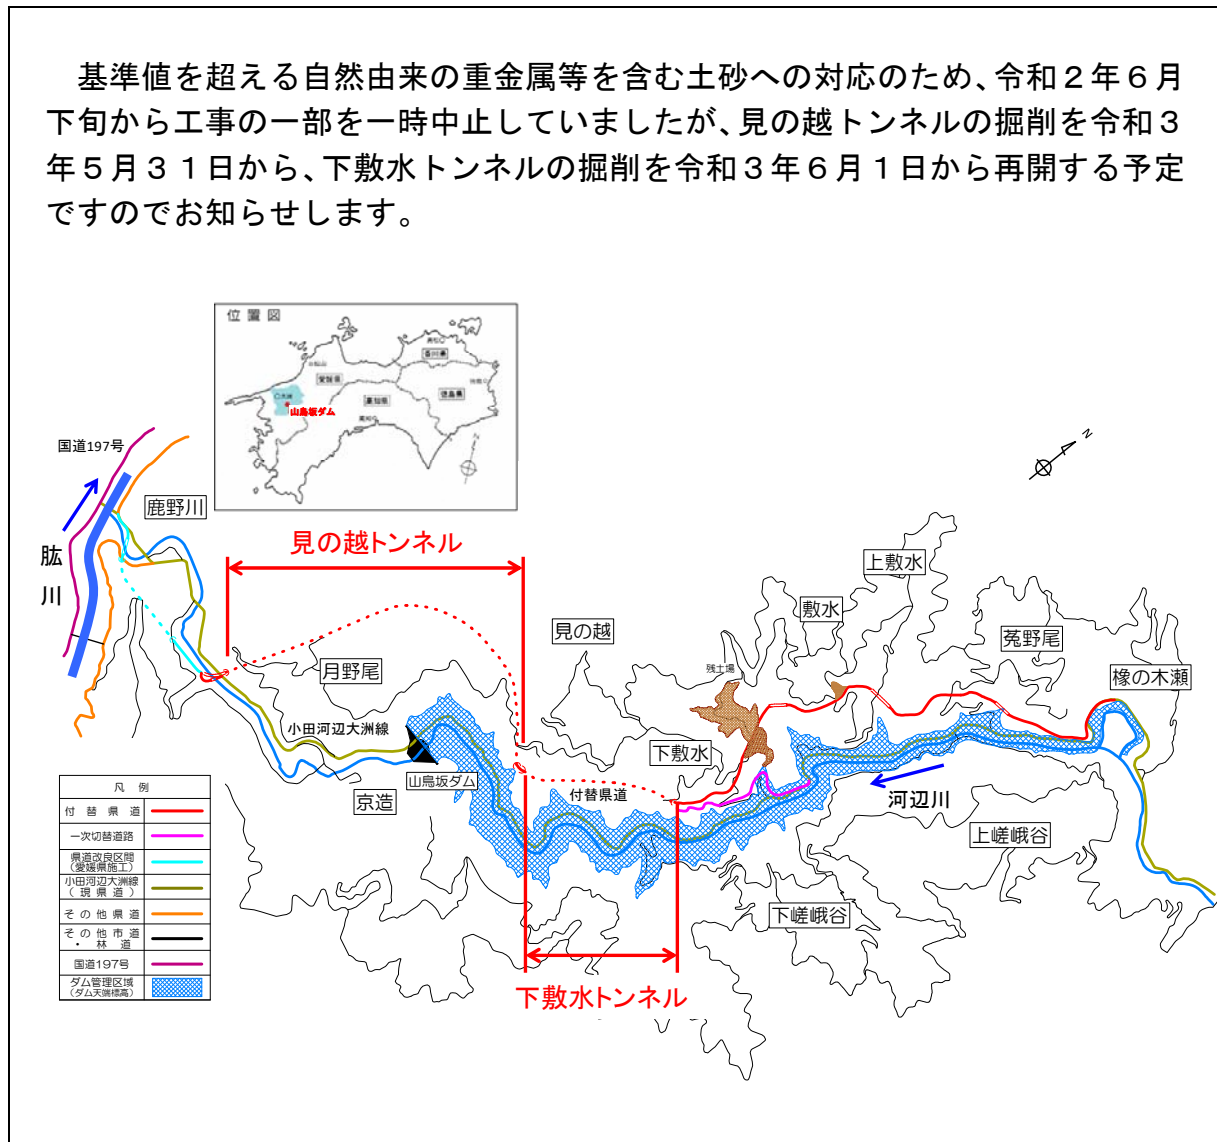 基準値を超える自然由来の重金属等を含む土砂への対応のため、令和２年６月
下旬から工事の一部を一時中止していましたが、見の越トンネルの掘削を令和３
年５月３１日から、下敷水トンネルの掘削を令和３年６月１日から再開する予定
ですのでお知らせします。
位置図
香川県
愛媛県
徳島県
高知県
山鳥坂ダム
N
国道197号
鹿野川
肱川
見の越トンネル
上敷水
敷水
見の越
菟野尾
残土場
月野尾
橡の木瀬
小田河辺大洲線
下敷水
山鳥坂ダム
付替県道
京造
河辺川
上嵯峨谷
下嵯峨谷
下敷水トンネル
凡例
付替県道
一次切替道路
県道改良区間
(愛媛県施工)
小田河辺大洲線
(現県道)
その他県道
その他市道
・林道
国道197号
ダム管理区域
(ダム天端標高)